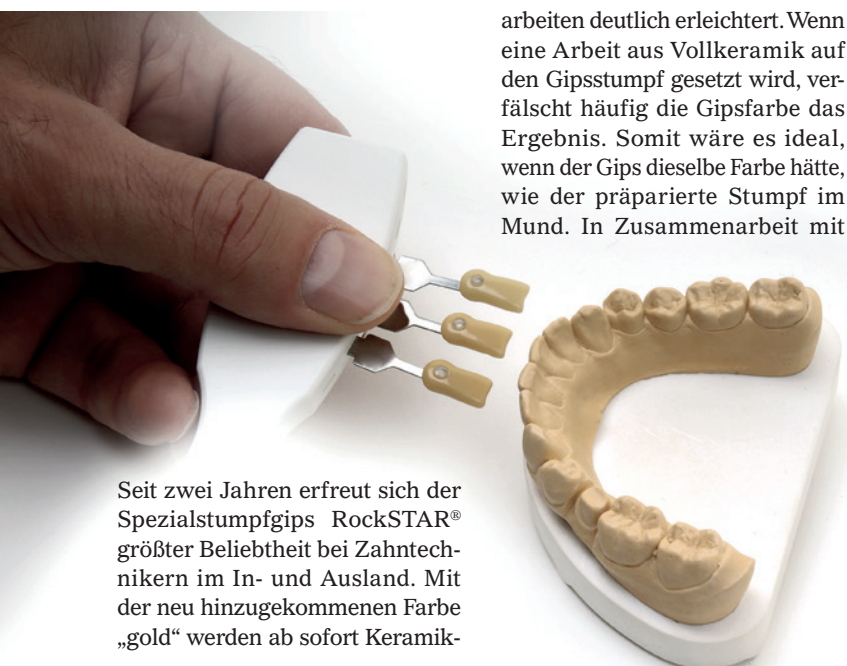 Seit zwei Jahren erfreut sich der
Spezialstumpfgips RockSTAR®
größter Beliebtheit bei Zahntech-
nikern im In- und Ausland. Mit
der neu hinzugekommenen Farbe
„gold“ werden ab sofort Keramik-
arbeiten deutlich erleichtert. Wenn
eine Arbeit aus Vollkeramik auf
den Gipsstumpf gesetzt wird, ver-
fälscht häufig die Gipsfarbe das
Ergebnis. Somit wäre es ideal,
wenn der Gips dieselbe Farbe hätte,
wie der präparierte Stumpf im
Mund. In Zusammenarbeit mit